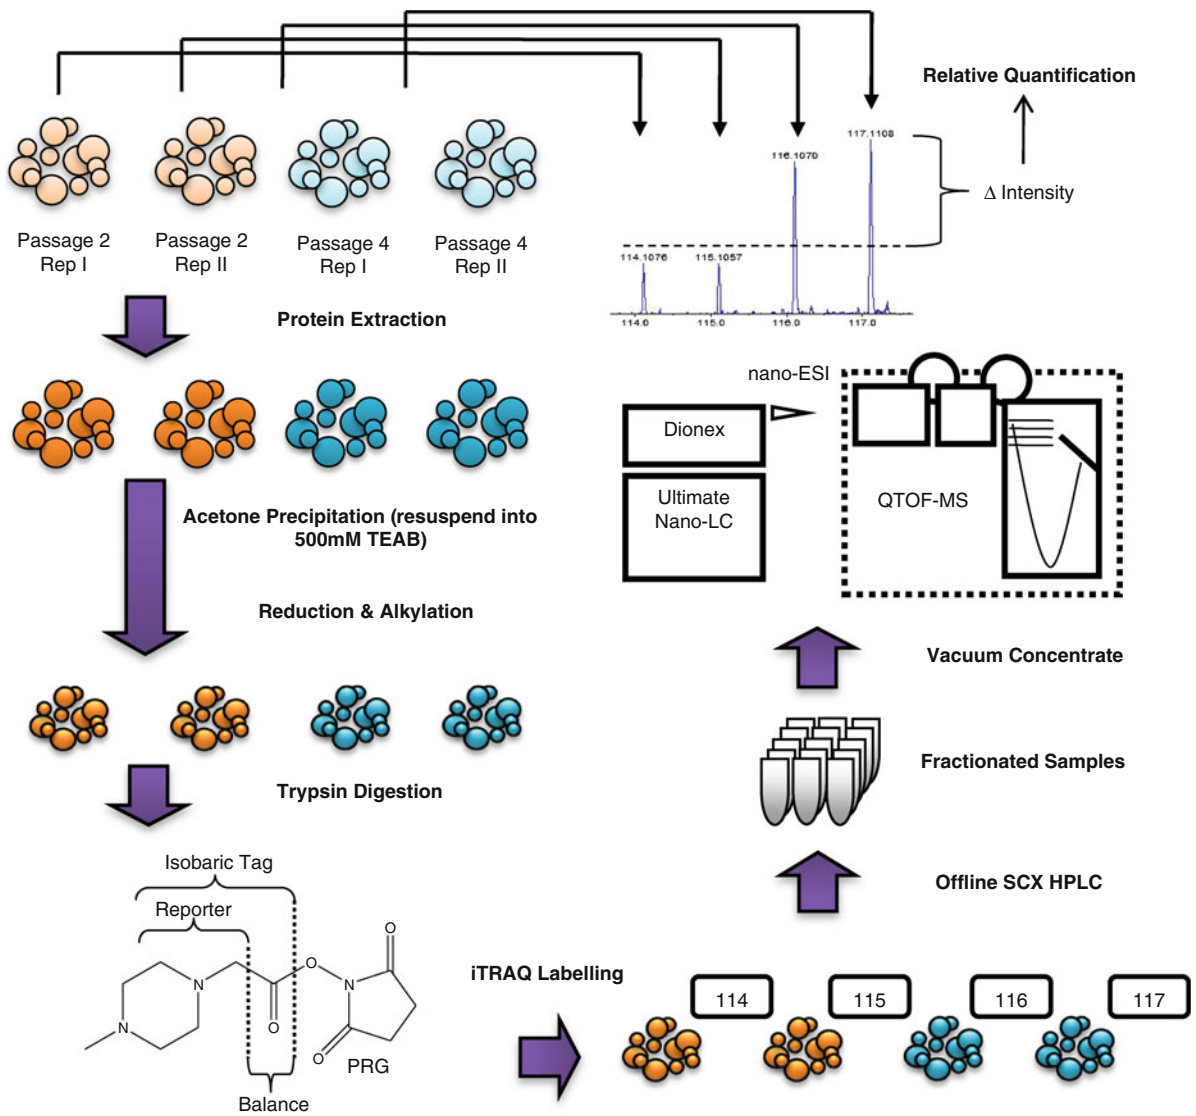 Relative Quantification
117.1108
116.1070
Δ Intensity
114.1076
115.1057
114.0
115.0
116.0
117.0
Passage 2
Rep I
Passage 2
Rep II
Passage 4
Rep I
Passage 4
Rep II
Protein Extraction
nano-ESI
Dionex
Ultimate
Nano-LC
QTOF-MS
Acetone Precipitation (resuspend into
500mM TEAB)
Reduction & Alkylation
Vacuum Concentrate
Fractionated Samples
Trypsin Digestion
Offline SCX HPLC
Isobaric Tag
Reporter
N
N
O
O
N
O
O
PRG
Balance
iTRAQ Labelling
114
115
116
117